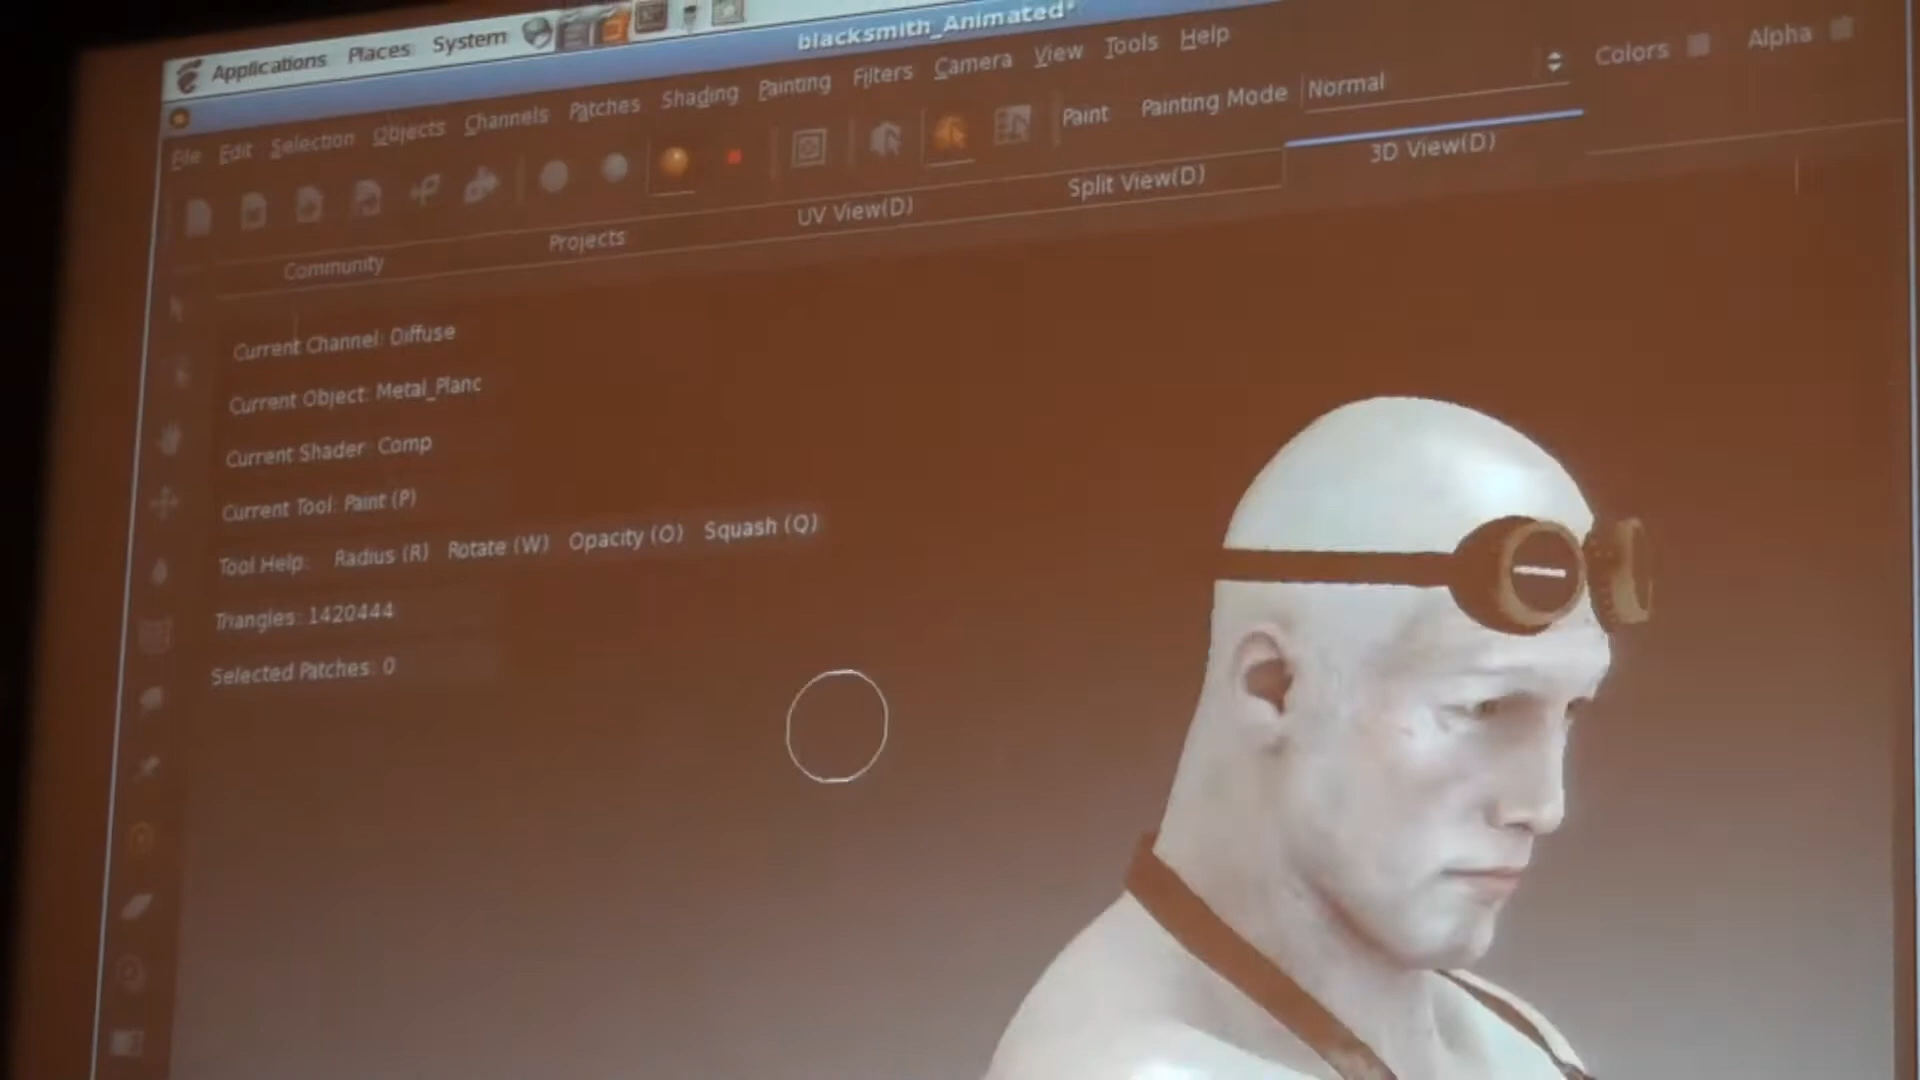 Applications Places System
blacksmith_Animated*
File Edit Selection Objects Channels Patches Shading Painting Filters Camera View Tools Help
Paint Painting Mode Normal Colors Alpha
Community Projects UV View(D) Split View(D) 3D View(D)
Current Channel: Diffuse
Current Object: Metal_Planc
Current Shader: Comp
Current Tool: Paint (P)
Tool Help: Radius (R) Rotate (W) Opacity (O) Squash (Q)
Triangles: 1420444
Selected Patches: 0